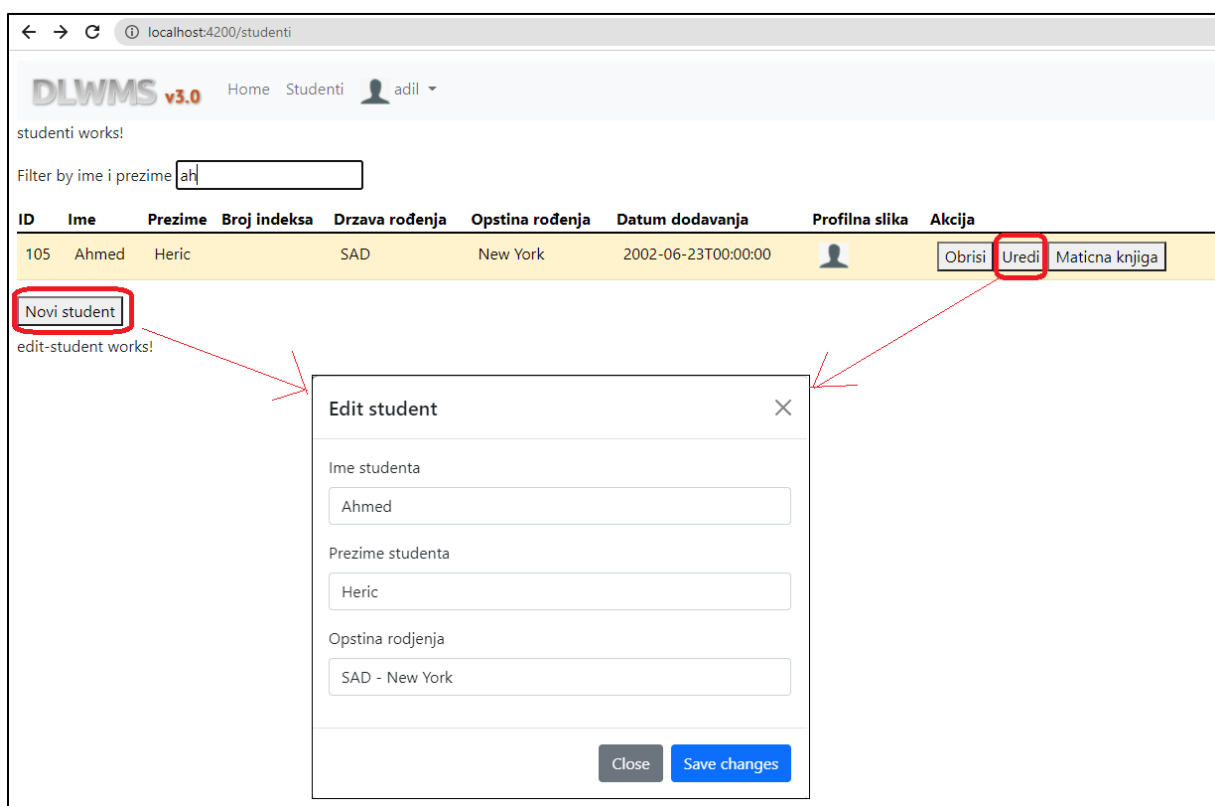 localhost:4200/studenti
DLWMS v3.0 Home Studenti adil
studenti works!
Filter by ime i prezime ah
ID Ime Prezime Broj indeksa Drzava rođenja Opstina rođenja Datum dodavanja Profilna slika Akcija
105 Ahmed Heric SAD New York 2002-06-23T00:00:00 Obrisi Uredi Maticna knjiga
Novi student
edit-student works!
Edit student
Ime studenta
Ahmed
Prezime studenta
Heric
Opstina rodjenja
SAD - New York
Close Save changes